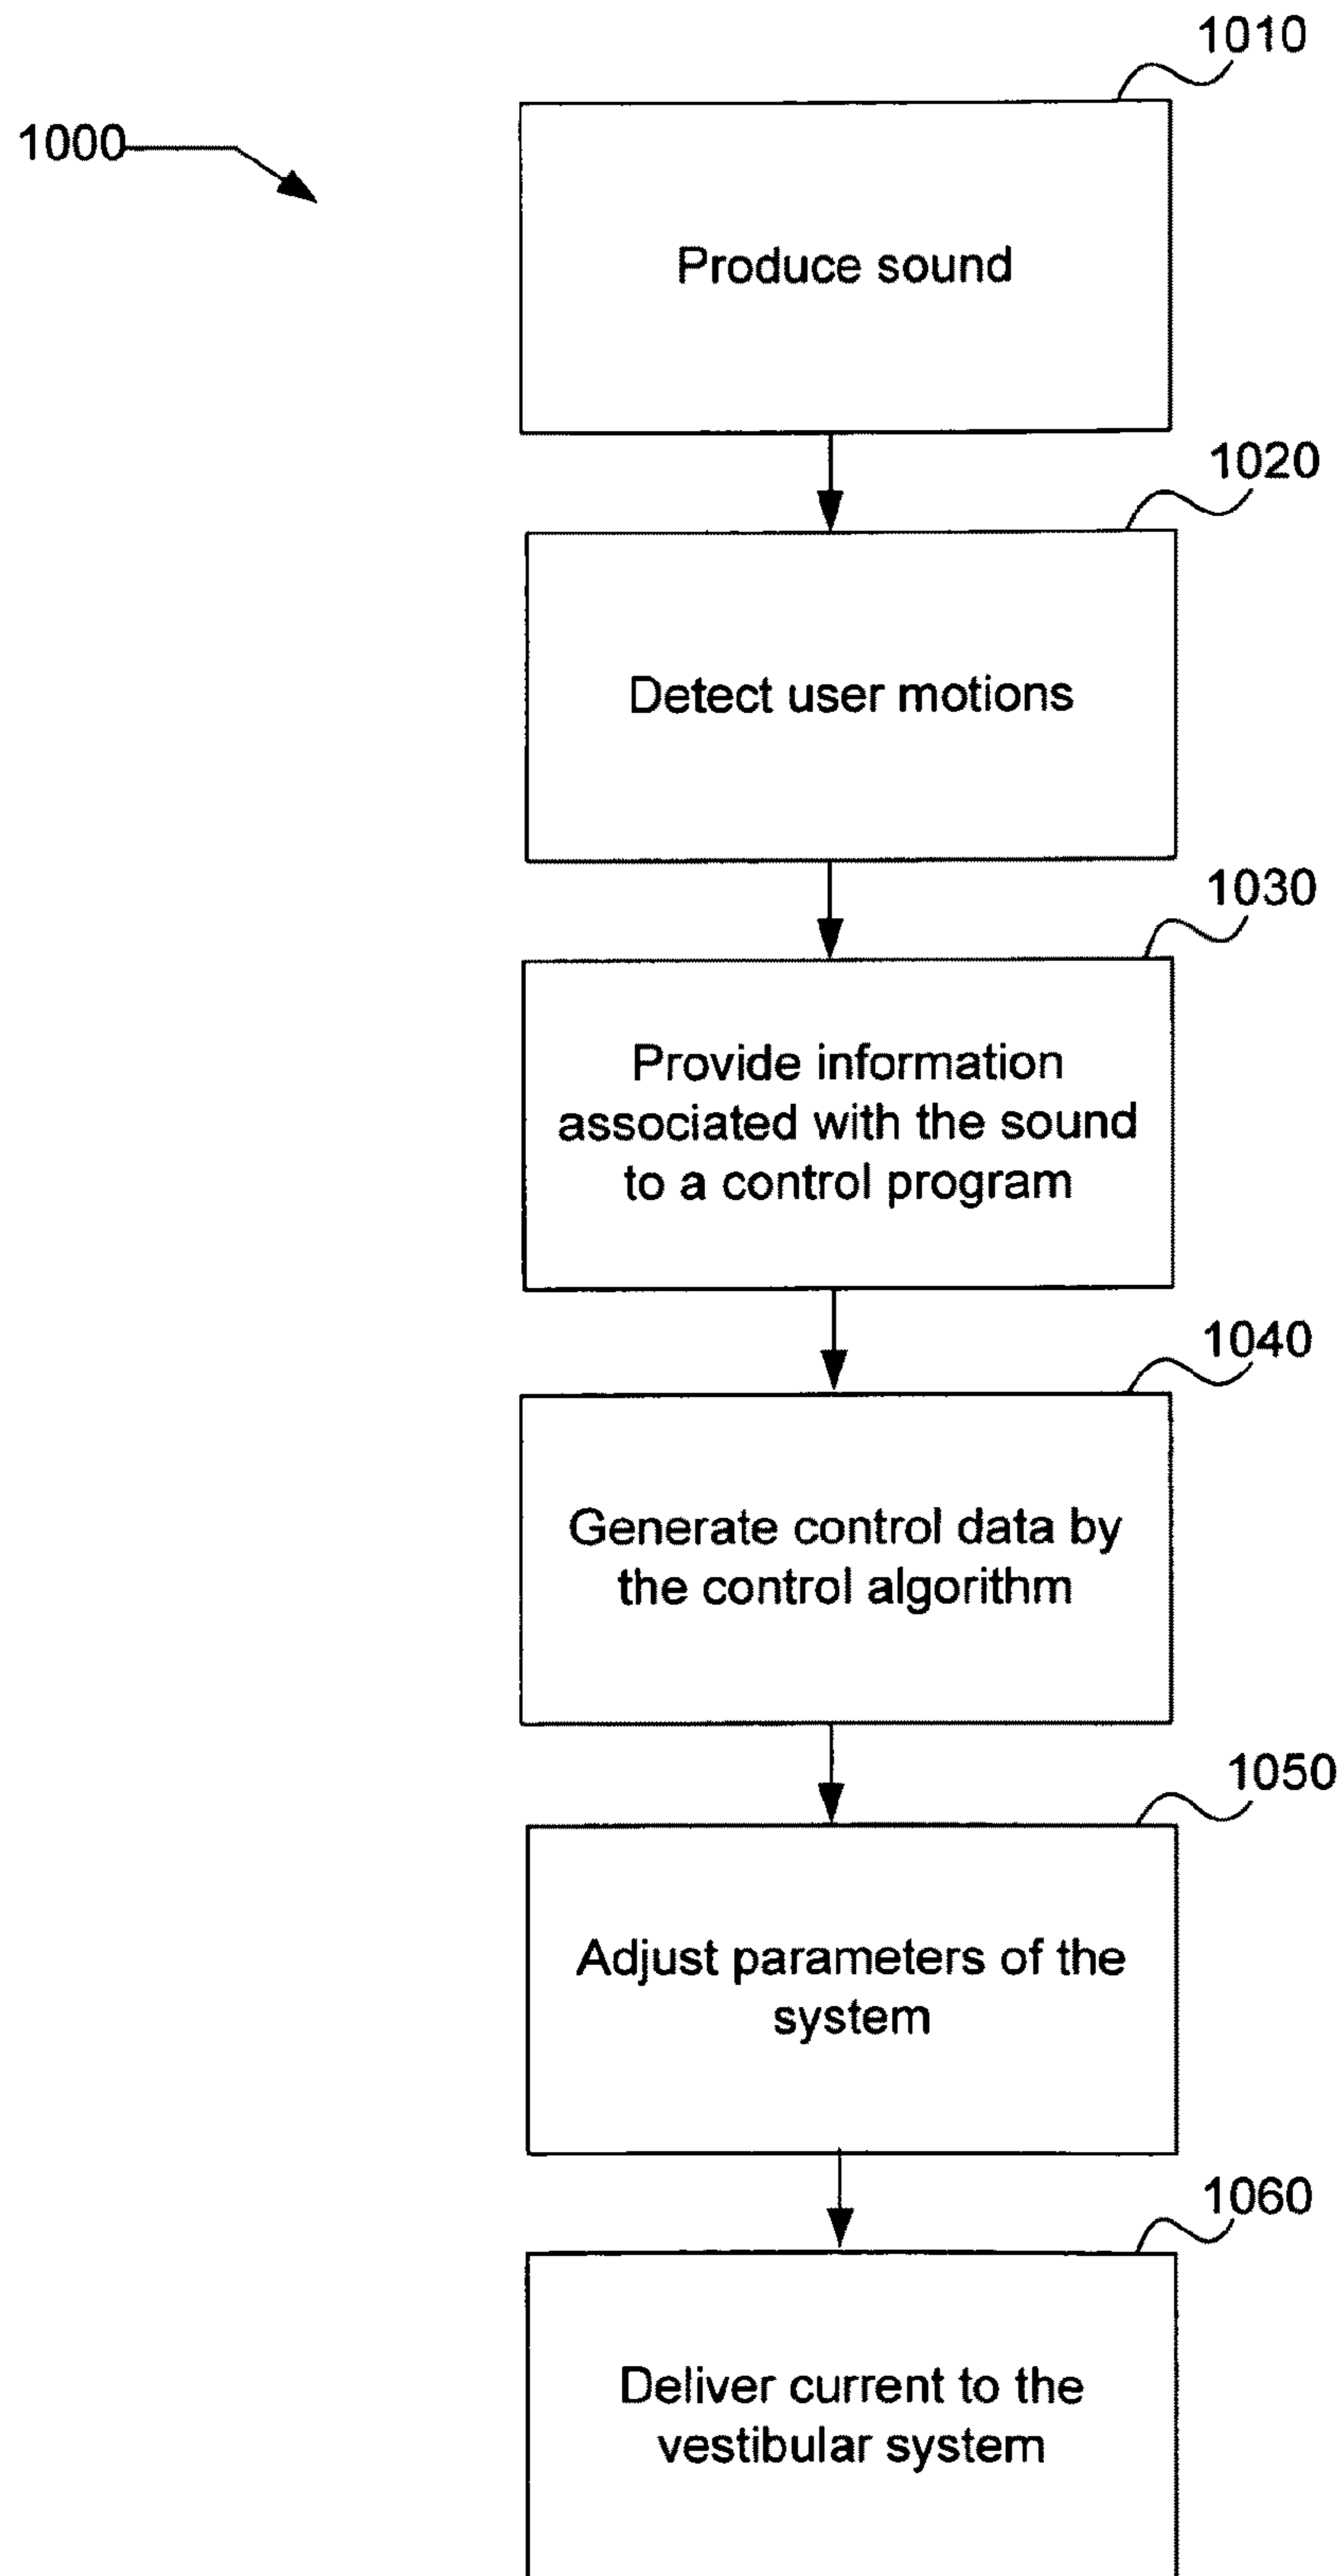 1010
1000
Produce sound
1020
Detect user motions
1030
Provide information
associated with the sound
to a control program
1040
Generate control data by
the control algorithm
1050
Adjust parameters of the
system
1060
Deliver current to the
vestibular system